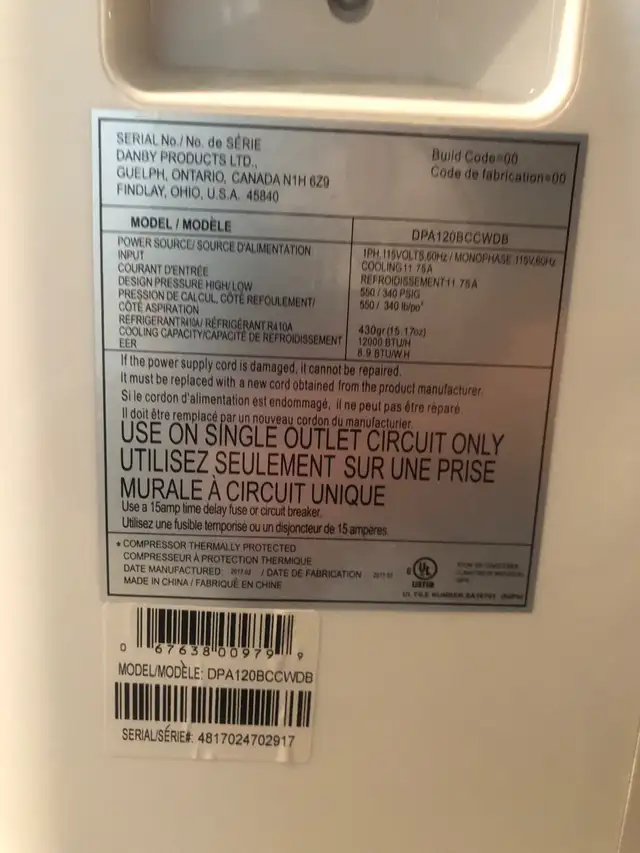 SERIAL No./ No. de SÉRIE
DANBY PRODUCTS LTD.,
GUELPH, ONTARIO, CANADA N1H 6Z9
FINDLAY, OHIO, U.S.A. 45840
Build Code=00
Code de fabrication=00
MODEL / MODÈLE
DPA120BCCWDB
POWER SOURCE/ SOURCE D'ALIMENTATION
1PH,115VOLTS,60Hz / MONOPHASE 115V,60Hz
INPUT
COOLING11.75A
COURANT D'ENTRÉE
REFROIDISSEMENT11.75A
DESIGN PRESSURE HIGH/LOW
550 / 340 PSIG
PRESSION DE CALCUL, CÔTÉ REFOULEMENT/
550 / 340 lb/po²
CÔTÉ ASPIRATION
REFRIGERANTR410A/ RÉFRIGÉRANT R410A
430gr(15.17oz)
COOLING CAPACITY/CAPACITÉ DE REFROIDISSEMENT
12000 BTU/H
EER
8.9 BTU/W.H
If the power supply cord is damaged, it cannot be repaired.
It must be replaced with a new cord obtained from the product manufacturer.
Si le cordon d'alimentation est endommagé, il ne peut pas être réparé.
Il doit être remplacé par un nouveau cordon du manufacturier.
USE ON SINGLE OUTLET CIRCUIT ONLY
UTILISEZ SEULEMENT SUR UNE PRISE
MURALE À CIRCUIT UNIQUE
Use a 15amp time delay fuse or circuit breaker.
Utilisez une fusible temporisé ou un disjoncteur de 15 ampères
* COMPRESSOR THERMALLY PROTECTED
COMPRESSEUR À PROTECTION THERMIQUE
DATE MANUFACTURED: / DATE DE FABRICATION
MADE IN CHINA / FABRIQUÉ EN CHINE
c UL
LISTED
UL FILE NUMBER
0 67638 00979 9
MODEL/MODÈLE: DPA120BCCWDB
SERIAL/SÉRIE#: 4817024702917